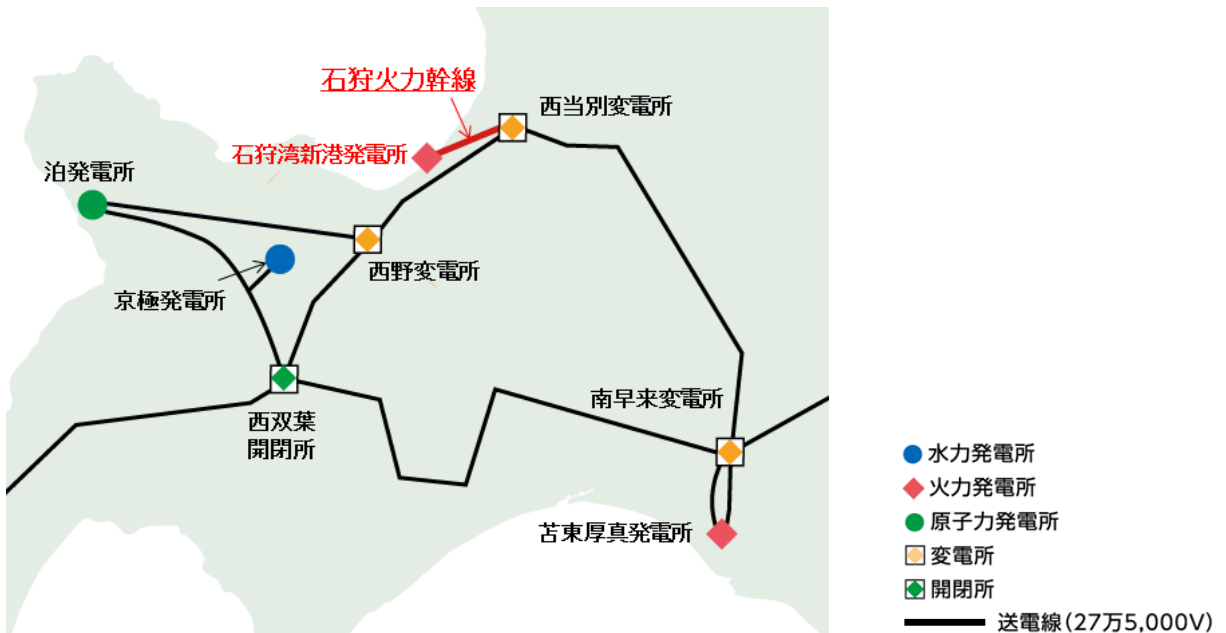 石狩火力幹線
西当別変電所
石狩湾新港発電所
泊発電所
西野変電所
京極発電所
南早来変電所
西双葉
開閉所
苫東厚真発電所
水力発電所
火力発電所
原子力発電所
変電所
開閉所
送電線(27万5,000V)